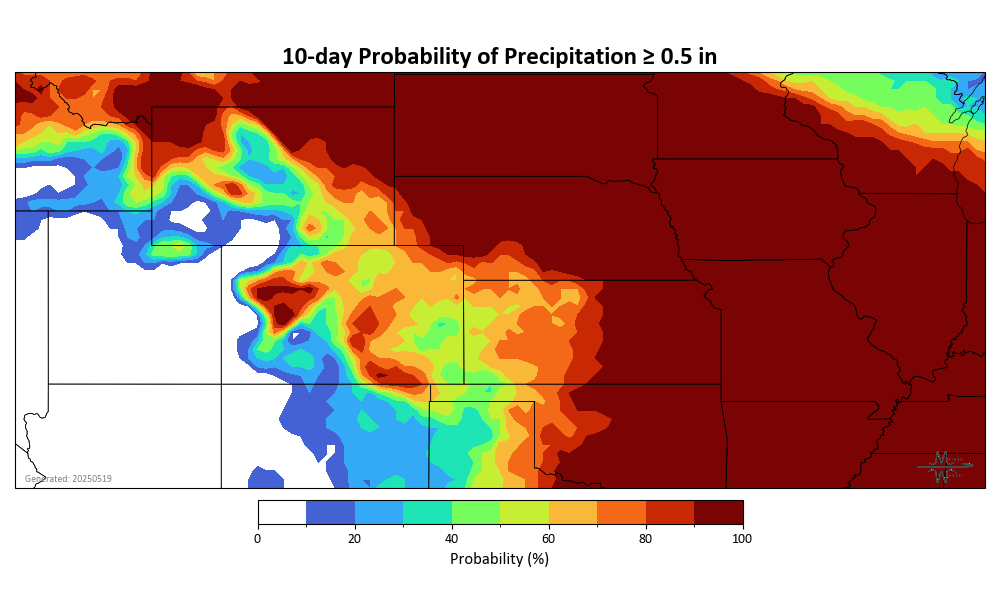 10-day Probability of Precipitation ≥ 0.5 in
Generated: 20250519
0 20 40 60 80 100
Probability (%)